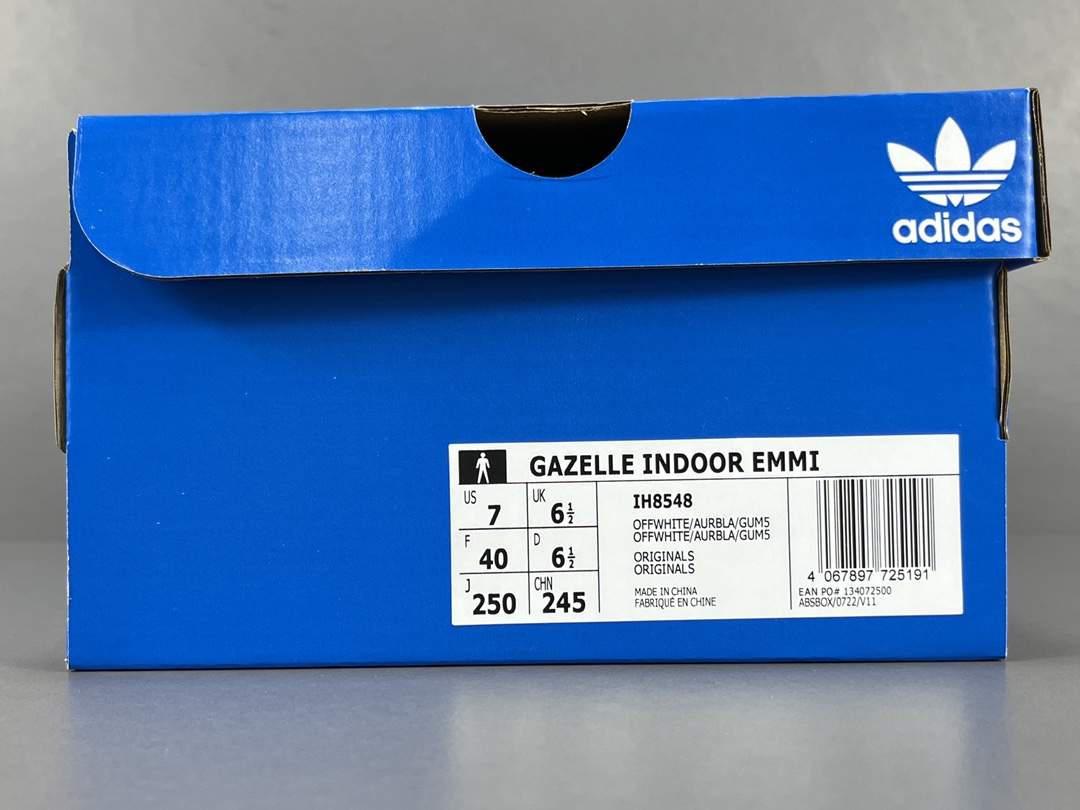 adidas
GAZELLE INDOOR EMMI
US 7
UK 6½
F 40
D 6½
J 250
CHN 245
IH8548
OFFWHITE/AURBLA/GUM5
OFFWHITE/AURBLA/GUM5
ORIGINALS
ORIGINALS
MADE IN CHINA
FABRIQUÉ EN CHINE
4 067897 725191
EAN PO# 134072500
ABSBOX/0722/V11